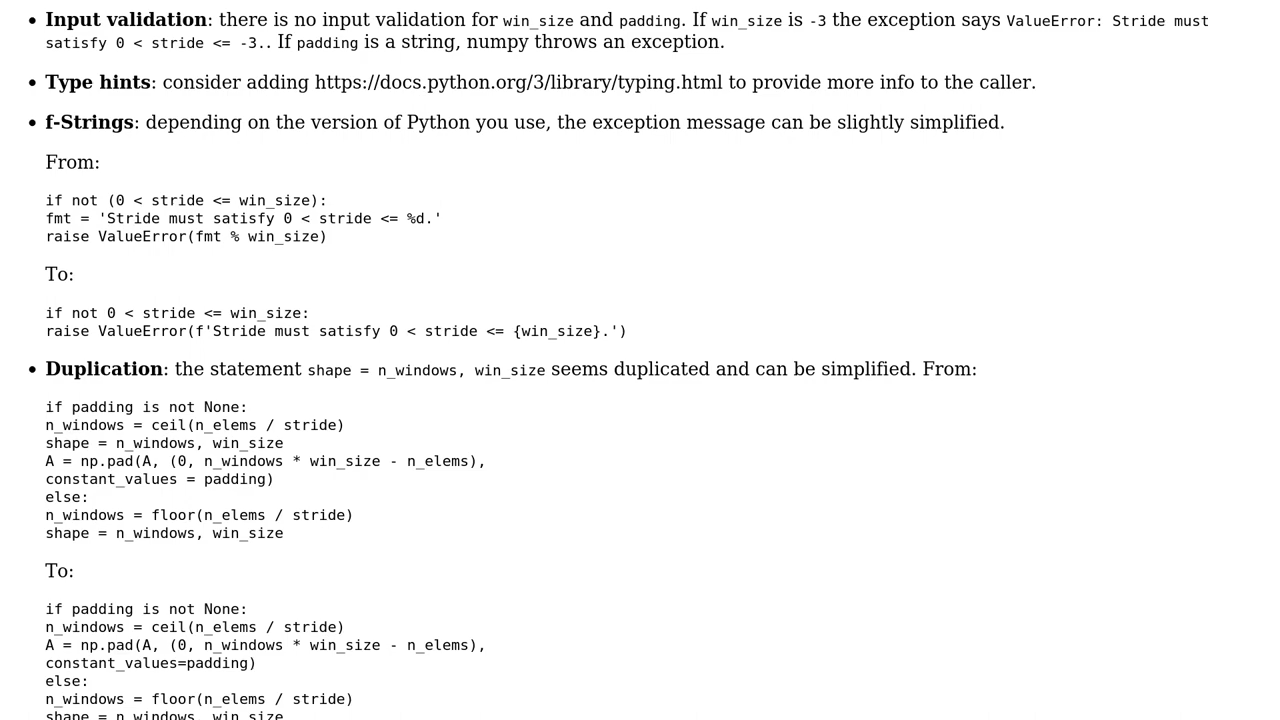 • Input validation: there is no input validation for win_size and padding. If win_size is -3 the exception says ValueError: Stride must
satisfy 0 < stride <= -3.. If padding is a string, numpy throws an exception.
• Type hints: consider adding https://docs.python.org/3/library/typing.html to provide more info to the caller.
• f-Strings: depending on the version of Python you use, the exception message can be slightly simplified.
From:
if not (0 < stride <= win_size):
fmt = 'Stride must satisfy 0 < stride <= %d.'
raise ValueError(fmt % win_size)
To:
if not 0 < stride <= win_size:
raise ValueError(f'Stride must satisfy 0 < stride <= {win_size}.')
• Duplication: the statement shape = n_windows, win_size seems duplicated and can be simplified. From:
if padding is not None:
n_windows = ceil(n_elems / stride)
shape = n_windows, win_size
A = np.pad(A, (0, n_windows * win_size - n_elems),
constant_values = padding)
else:
n_windows = floor(n_elems / stride)
shape = n_windows, win_size
To:
if padding is not None:
n_windows = ceil(n_elems / stride)
A = np.pad(A, (0, n_windows * win_size - n_elems),
constant_values=padding)
else:
n_windows = floor(n_elems / stride)
shape = n_windows, win_size